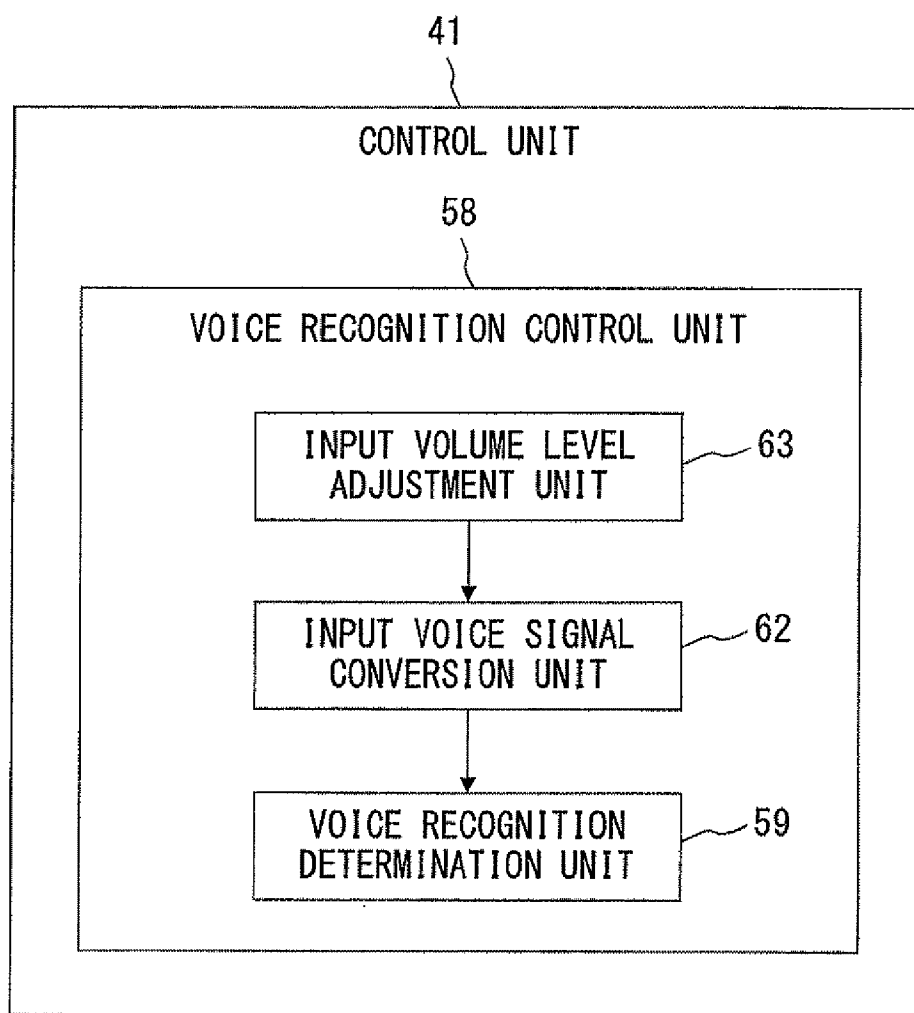 41
CONTROL UNIT
58
VOICE RECOGNITION CONTROL UNIT
INPUT VOLUME LEVEL
ADJUSTMENT UNIT
63
INPUT VOICE SIGNAL
CONVERSION UNIT
62
VOICE RECOGNITION
DETERMINATION UNIT
59